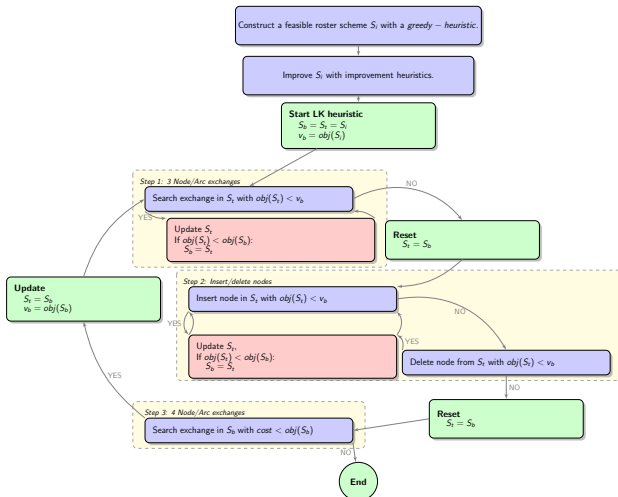 Construct a feasible roster scheme S_i with a greedy − heuristic.
Improve S_i with improvement heuristics.
Start LK heuristic
S_b = S_t = S_i
v_b = obj(S_i)
Step 1: 3 Node/Arc exchanges
Search exchange in S_t with obj(S_t) < v_b
NO
YES
Update S_t
If obj(S_t) < obj(S_b):
S_b = S_t
Reset
S_t = S_b
Step 2: Insert/delete nodes
Insert node in S_t with obj(S_t) < v_b
NO
YES
Update S_t,
If obj(S_t) < obj(S_b):
S_b = S_t
YES
Delete node from S_t with obj(S_t) < v_b
NO
Update
S_t = S_b
v_b = obj(S_b)
YES
Reset
S_t = S_b
Step 3: 4 Node/Arc exchanges
Search exchange in S_b with cost < obj(S_b)
NO
End